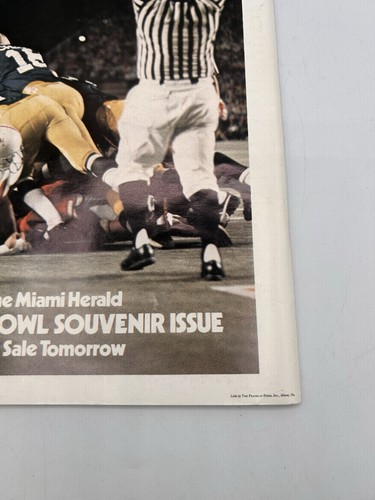 15
he Miami Herald
OWL SOUVENIR ISSUE
Sale Tomorrow